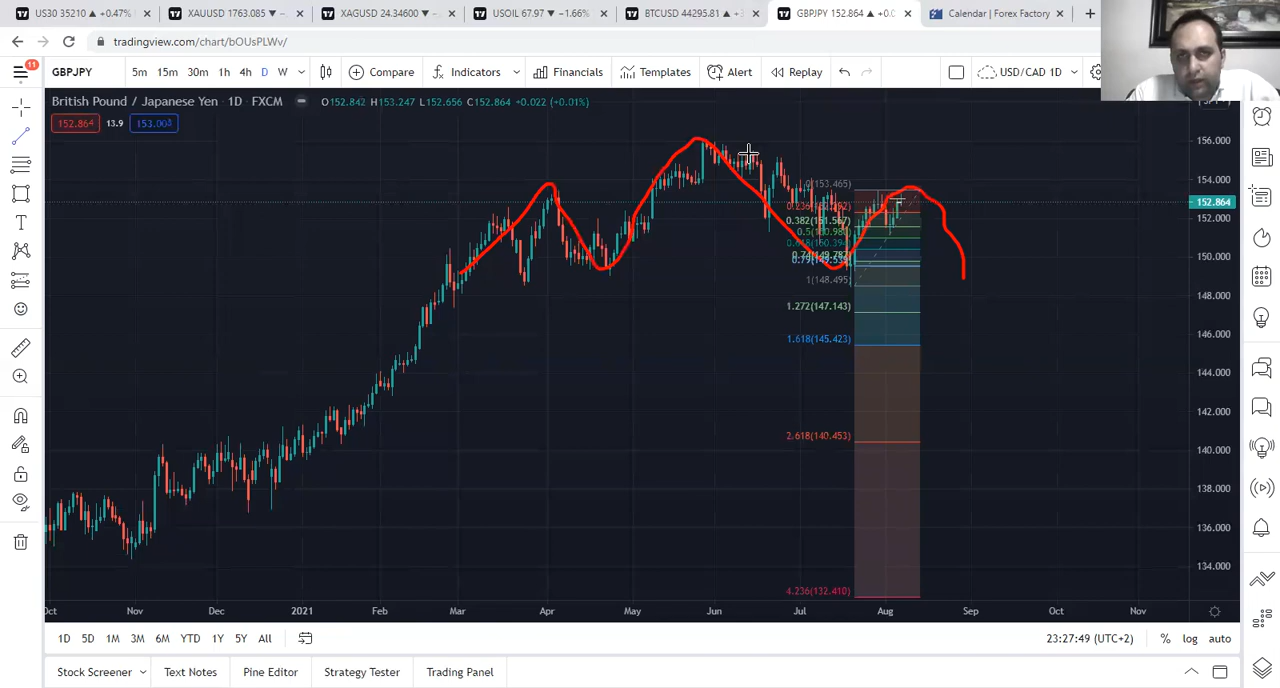 US30 35210 ▲ +0.47%
XAUUSD 1763.085 ▼ −
XAGUSD 24.34600 ▼ −
USOIL 67.97 ▼ −1.66%
BTCUSD 44295.81 ▲ +
GBPJPY 152.864 ▲ +0.0
Calendar | Forex Factory
tradingview.com/chart/bOUsPLWv/
11
GBPJPY
5m 15m 30m 1h 4h D W
Compare
Indicators
Financials
Templates
Alert
Replay
USD/CAD 1D
British Pound / Japanese Yen · 1D · FXCM
O152.842 H153.247 L152.656 C152.864 +0.022 (+0.01%)
152.864 13.9 153.003
156.000
154.000
152.864
152.000
150.000
148.000
146.000
144.000
142.000
140.000
138.000
136.000
134.000
0(153.465)
0.382(151.567)
0.618(150.394)
1(148.495)
1.272(147.143)
1.618(145.423)
2.618(140.453)
4.236(132.410)
Oct Nov Dec 2021 Feb Mar Apr May Jun Jul Aug Sep Oct Nov
1D 5D 1M 3M 6M YTD 1Y 5Y All
23:27:49 (UTC+2) % log auto
Stock Screener Text Notes Pine Editor Strategy Tester Trading Panel